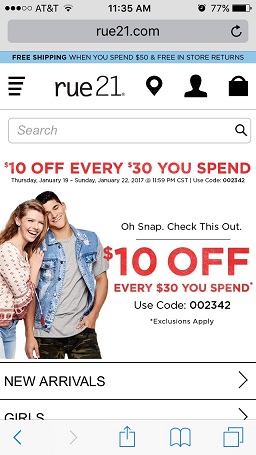 AT&T 11:35 AM 77%
rue21.com
FREE SHIPPING WHEN YOU SPEND $50 & FREE IN STORE RETURNS
rue21
Search
$10 OFF EVERY $30 YOU SPEND
Thursday, January 19 – Sunday, January 22, 2017 @ 11:59 PM CST | Use Code: 002342
Oh Snap. Check This Out.
$10 OFF
EVERY $30 YOU SPEND*
Use Code: 002342
*Exclusions Apply
NEW ARRIVALS
GIRLS